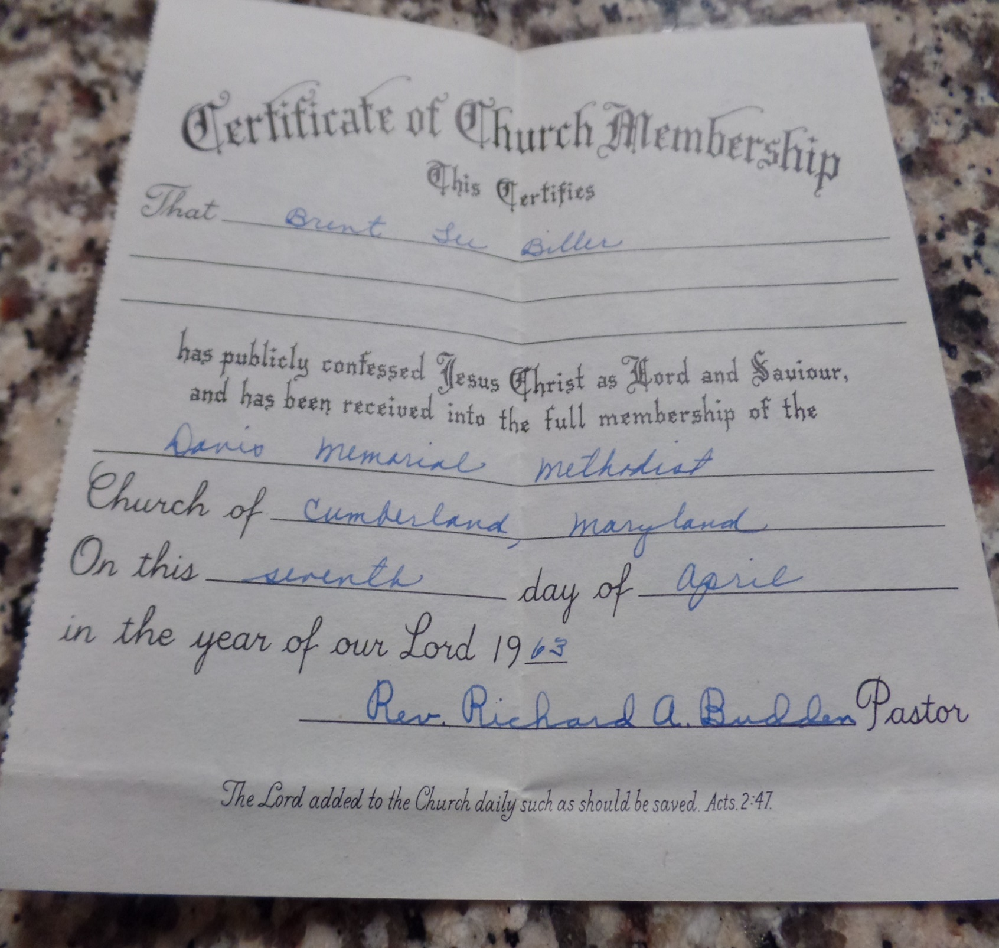 Certificate of Church Membership
This Certifies
That Brent Lee Biller
has publicly confessed Jesus Christ as Lord and Saviour,
and has been received into the full membership of the
Davis Memorial Methodist
Church of Cumberland, Maryland
On this seventh day of April
in the year of our Lord 1963
Rev. Richard A. Budden Pastor
The Lord added to the Church daily such as should be saved. Acts. 2:47.